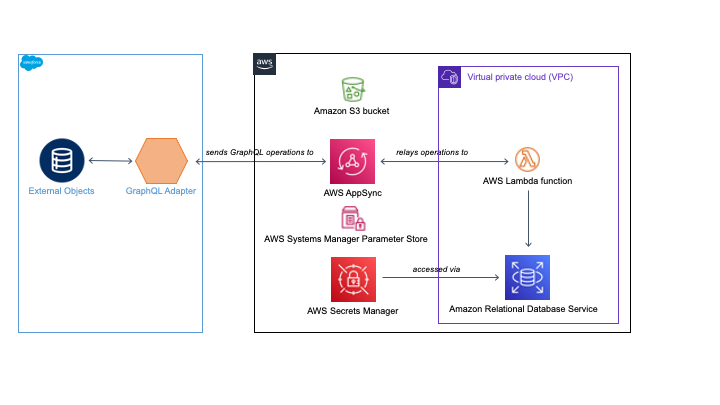 salesforce
aws
Virtual private cloud (VPC)
Amazon S3 bucket
sends GraphQL operations to
relays operations to
External Objects
GraphQL Adapter
AWS AppSync
AWS Lambda function
AWS Systems Manager Parameter Store
accessed via
AWS Secrets Manager
Amazon Relational Database Service